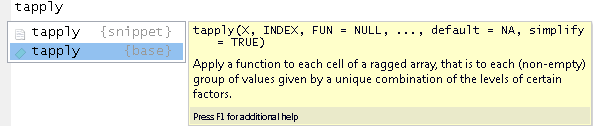 tapply
tapply {snippet}
tapply {base}
tapply(X, INDEX, FUN = NULL, ..., default = NA, simplify
= TRUE)
Apply a function to each cell of a ragged array, that is to each (non-empty)
group of values given by a unique combination of the levels of certain
factors.
Press F1 for additional help